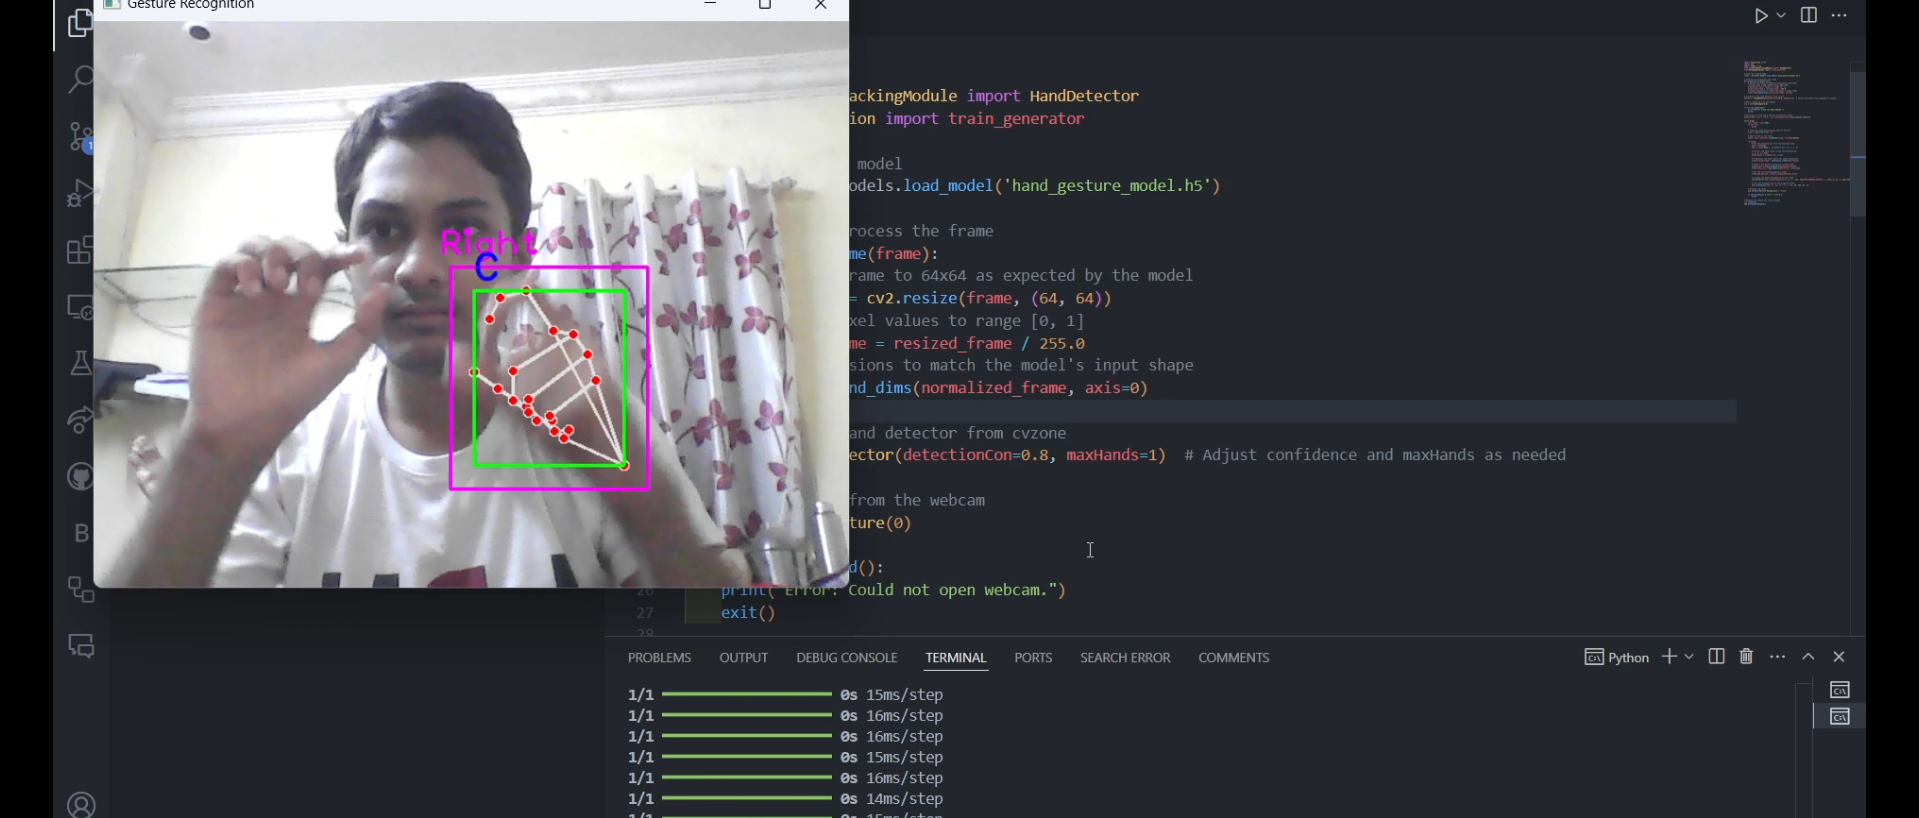 Gesture Recognition
Right
C
1
B
ackingModule import HandDetector
ion import train_generator
model
odels.load_model('hand_gesture_model.h5')
rocess the frame
me(frame):
rame to 64x64 as expected by the model
= cv2.resize(frame, (64, 64))
xel values to range [0, 1]
me = resized_frame / 255.0
sions to match the model's input shape
nd_dims(normalized_frame, axis=0)
and detector from cvzone
ector(detectionCon=0.8, maxHands=1) # Adjust confidence and maxHands as needed
from the webcam
ture(0)
d():
26 print("Error: Could not open webcam.")
27 exit()
28
PROBLEMS OUTPUT DEBUG CONSOLE TERMINAL PORTS SEARCH ERROR COMMENTS Python
1/1 0s 15ms/step
1/1 0s 16ms/step
1/1 0s 16ms/step
1/1 0s 15ms/step
1/1 0s 16ms/step
1/1 0s 14ms/step